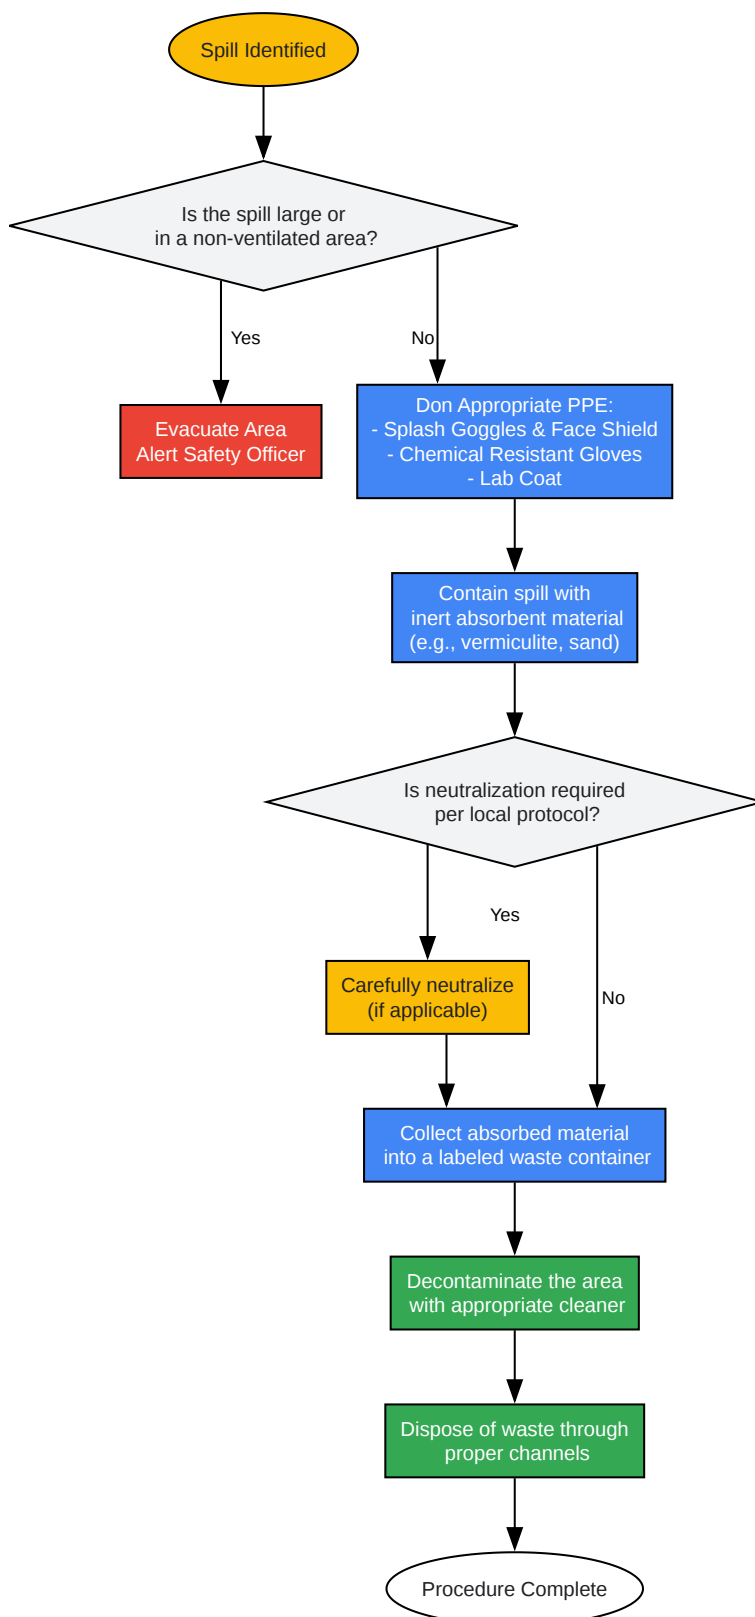 Spill Identified
Is the spill large or
in a non-ventilated area?
Yes
No
Evacuate Area
Alert Safety Officer
Don Appropriate PPE:
- Splash Goggles & Face Shield
- Chemical Resistant Gloves
- Lab Coat
Contain spill with
inert absorbent material
(e.g., vermiculite, sand)
Is neutralization required
per local protocol?
Yes
Carefully neutralize
(if applicable)
No
Collect absorbed material
into a labeled waste container
Decontaminate the area
with appropriate cleaner
Dispose of waste through
proper channels
Procedure Complete